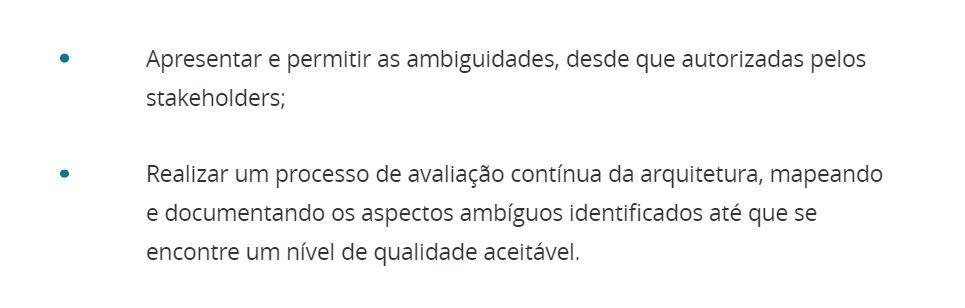 • Apresentar e permitir as ambiguidades, desde que autorizadas pelos
stakeholders;
• Realizar um processo de avaliação contínua da arquitetura, mapeando
e documentando os aspectos ambíguos identificados até que se
encontre um nível de qualidade aceitável.